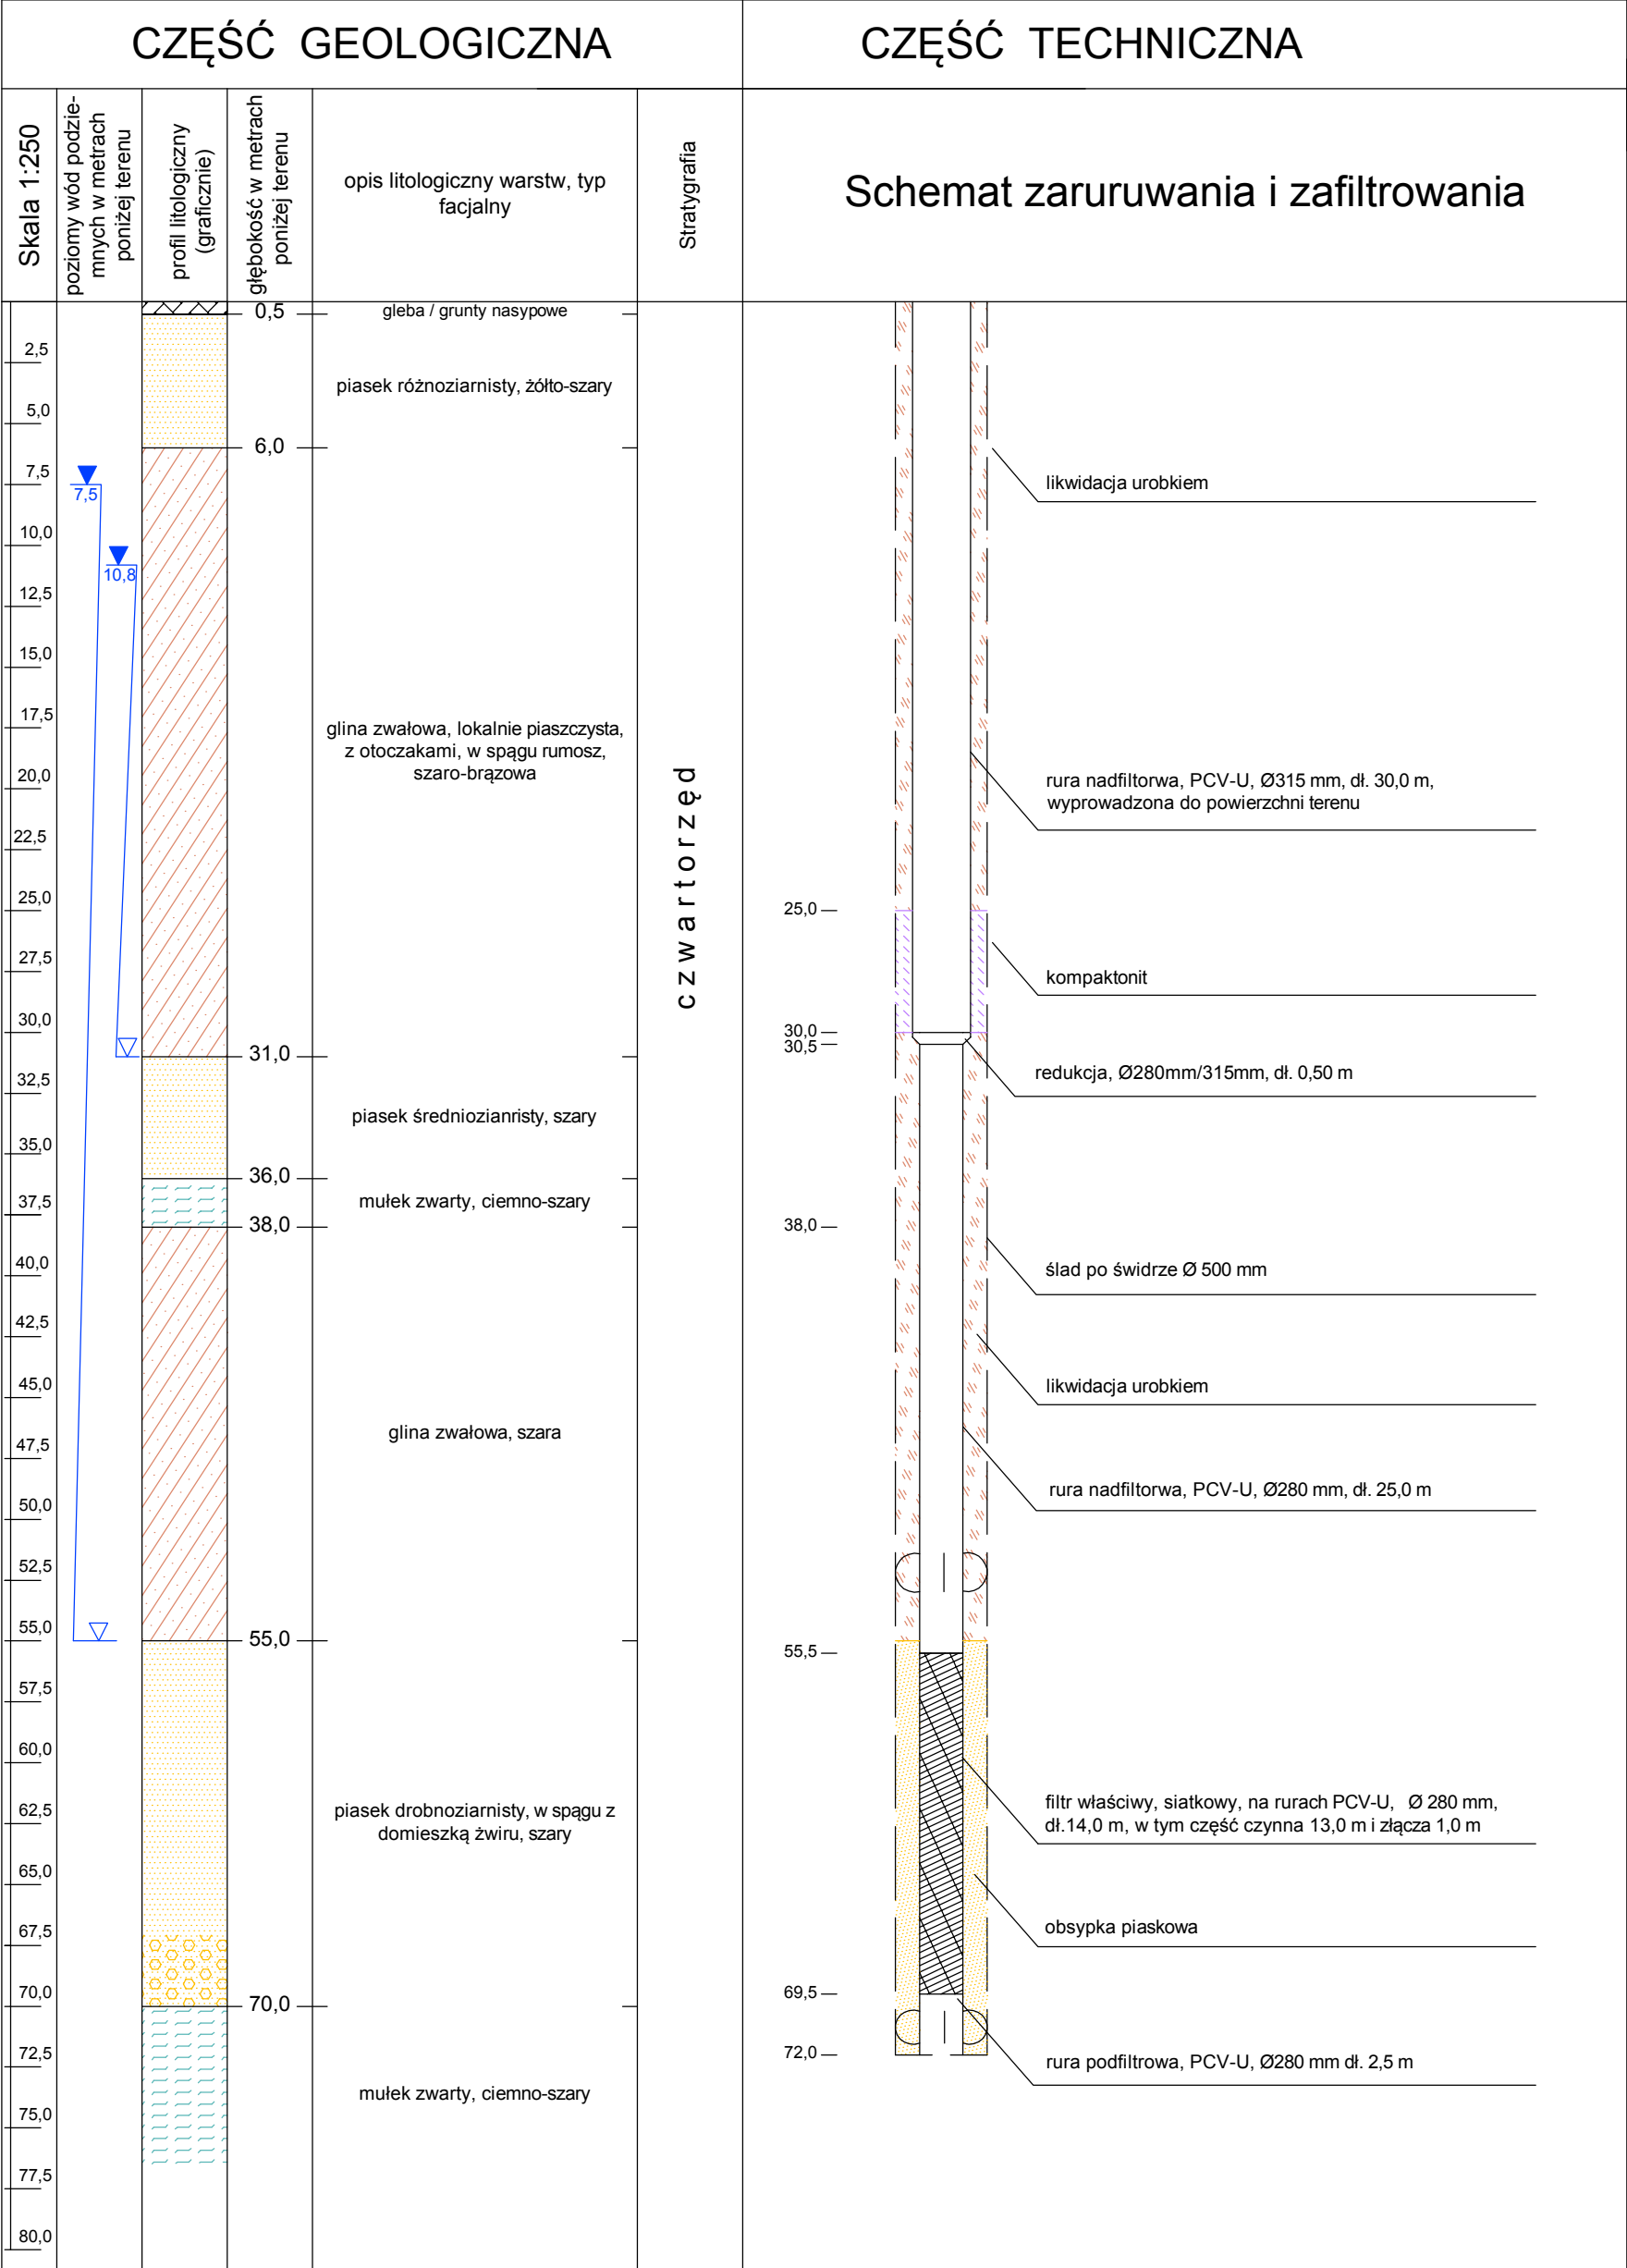 CZĘŚĆ GEOLOGICZNA
CZĘŚĆ TECHNICZNA
Skala 1:250
poziomy wód podzie-
mnych w metrach
poniżej terenu
profil litologiczny
(graficznie)
głębokość w metrach
poniżej terenu
opis litologiczny warstw, typ
facjalny
Stratygrafia
Schemat zaruruwania i zafiltrowania
2,5
5,0
7,5
10,0
12,5
15,0
17,5
20,0
22,5
25,0
27,5
30,0
32,5
35,0
37,5
40,0
42,5
45,0
47,5
50,0
52,5
55,0
57,5
60,0
62,5
65,0
67,5
70,0
72,5
75,0
77,5
80,0
7,5
10,8
0,5
6,0
31,0
36,0
38,0
55,0
70,0
gleba / grunty nasypowe
piasek różnoziarnisty, żółto-szary
glina zwałowa, lokalnie piaszczysta,
z otoczakami, w spągu rumosz,
szaro-brązowa
piasek średniozianristy, szary
mułek zwarty, ciemno-szary
glina zwałowa, szara
piasek drobnoziarnisty, w spągu z
domieszką żwiru, szary
mułek zwarty, ciemno-szary
czwartorzęd
25,0
30,0
30,5
38,0
55,5
69,5
72,0
likwidacja urobkiem
rura nadfiltorwa, PCV-U, Ø315 mm, dł. 30,0 m,
wyprowadzona do powierzchni terenu
kompaktonit
redukcja, Ø280mm/315mm, dł. 0,50 m
ślad po świdrze Ø 500 mm
likwidacja urobkiem
rura nadfiltorwa, PCV-U, Ø280 mm, dł. 25,0 m
filtr właściwy, siatkowy, na rurach PCV-U, Ø 280 mm,
dł.14,0 m, w tym część czynna 13,0 m i złącza 1,0 m
obsypka piaskowa
rura podfiltrowa, PCV-U, Ø280 mm dł. 2,5 m